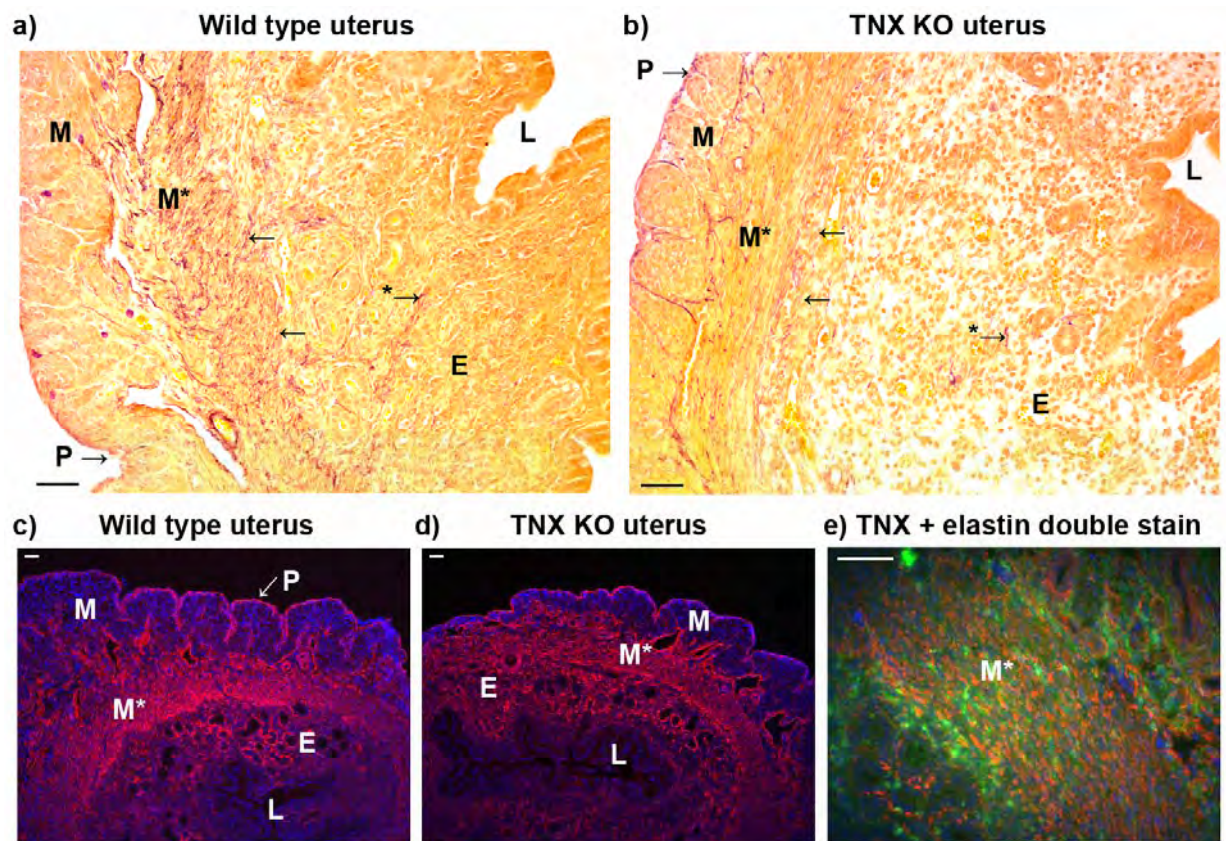 a) Wild type uterus
b) TNX KO uterus
M
M*
L
←
*→
←
E
P →
P →
M
M*
L
←
←
*→
E
c) Wild type uterus
d) TNX KO uterus
e) TNX + elastin double stain
P
M
M*
E
L
M
M*
E
L
M*